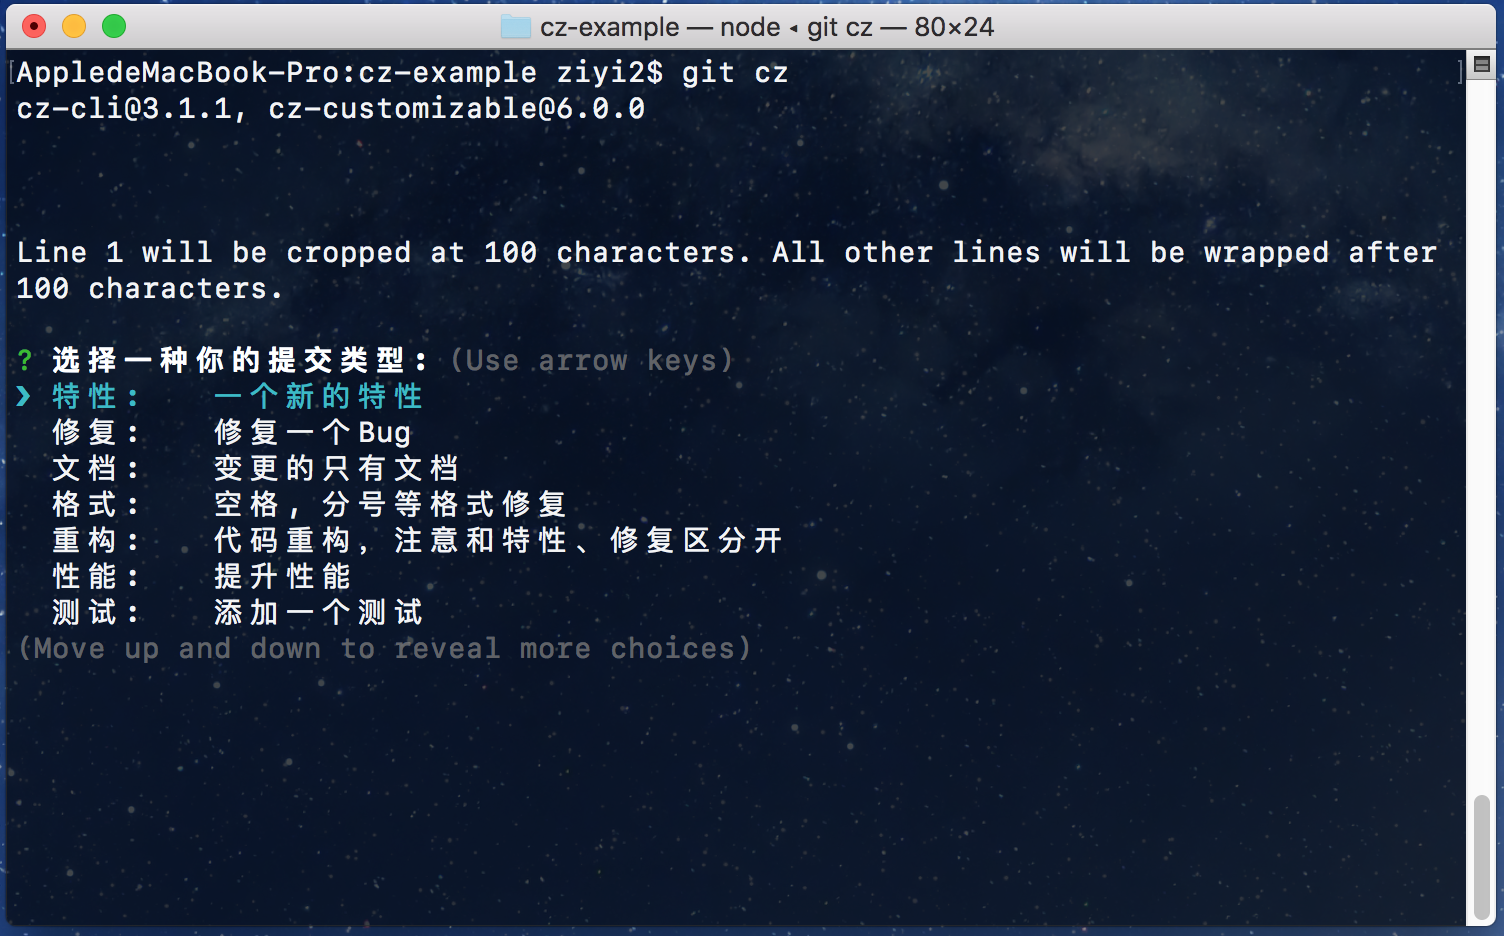 cz-example — node ◂ git cz — 80×24
[AppledeMacBook-Pro:cz-example ziyi2$ git cz ]
cz-cli@3.1.1, cz-customizable@6.0.0
Line 1 will be cropped at 100 characters. All other lines will be wrapped after
100 characters.
? 选择一种你的提交类型: (Use arrow keys)
❯ 特性: 一个新的特性
修复: 修复一个Bug
文档: 变更的只有文档
格式: 空格, 分号等格式修复
重构: 代码重构, 注意和特性、修复区分开
性能: 提升性能
测试: 添加一个测试
(Move up and down to reveal more choices)